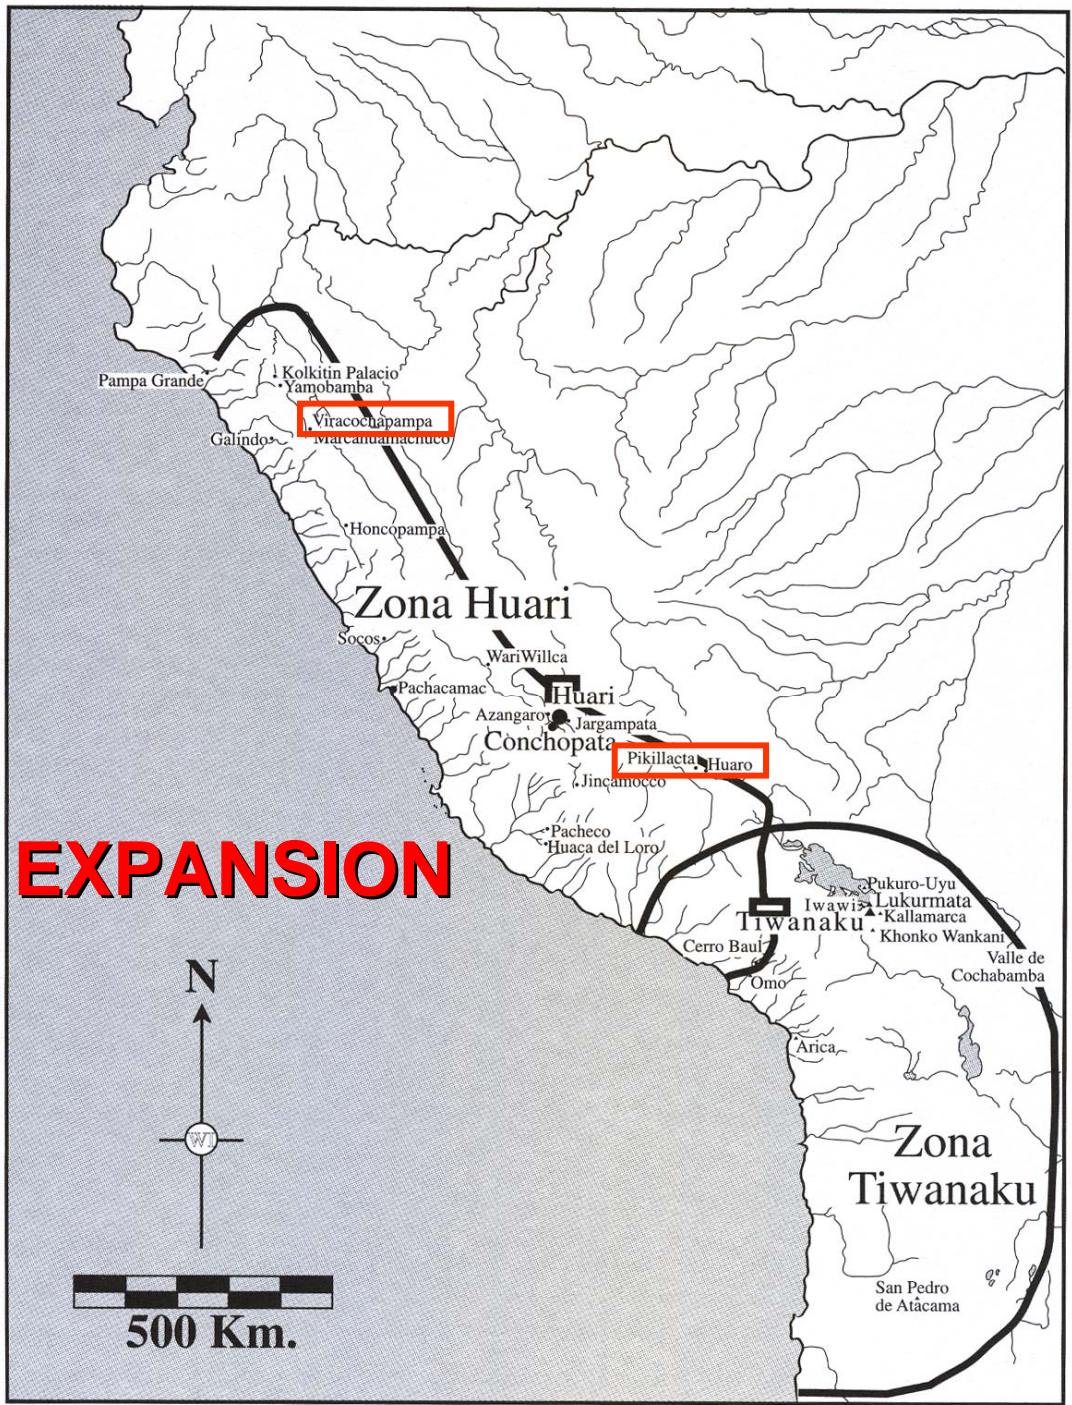 Pampa Grande
Kolkitin Palacio
Yamobamba
Viracochapampa
Galindo
Marcahuamachuco
Honcopampa
Zona Huari
Socos
WariWillca
Pachacamac
Huari
Azangaro
Jargampata
Conchopata
Pikillacta
Huaro
Jincamocco
Pacheco
Huaca del Loro
EXPANSION
Pukuro-Uyu
Iwawi
Lukurmata
Kallamarca
Tiwanaku
Khonko Wankani
Cerro Baul
Valle de
Cochabamba
Omo
N
Arica
WI
Zona
Tiwanaku
San Pedro
de Atacama
500 Km.